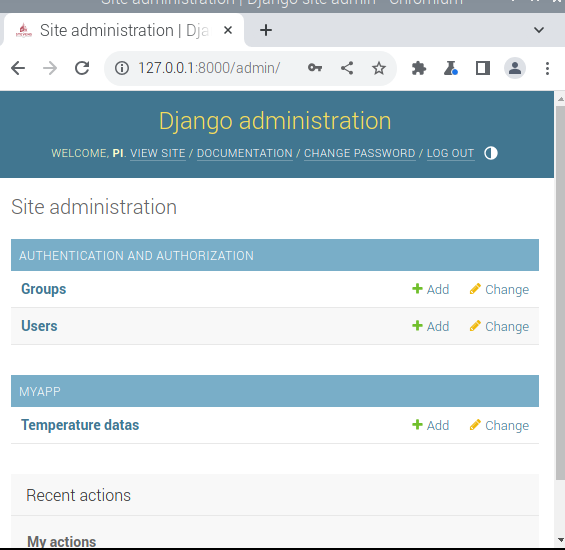 Site administration | Django site admin - Chromium
Site administration | Dja
127.0.0.1:8000/admin/
Django administration
WELCOME, PI. VIEW SITE / DOCUMENTATION / CHANGE PASSWORD / LOG OUT
Site administration
AUTHENTICATION AND AUTHORIZATION
Groups Add Change
Users Add Change
MYAPP
Temperature datas Add Change
Recent actions
My actions